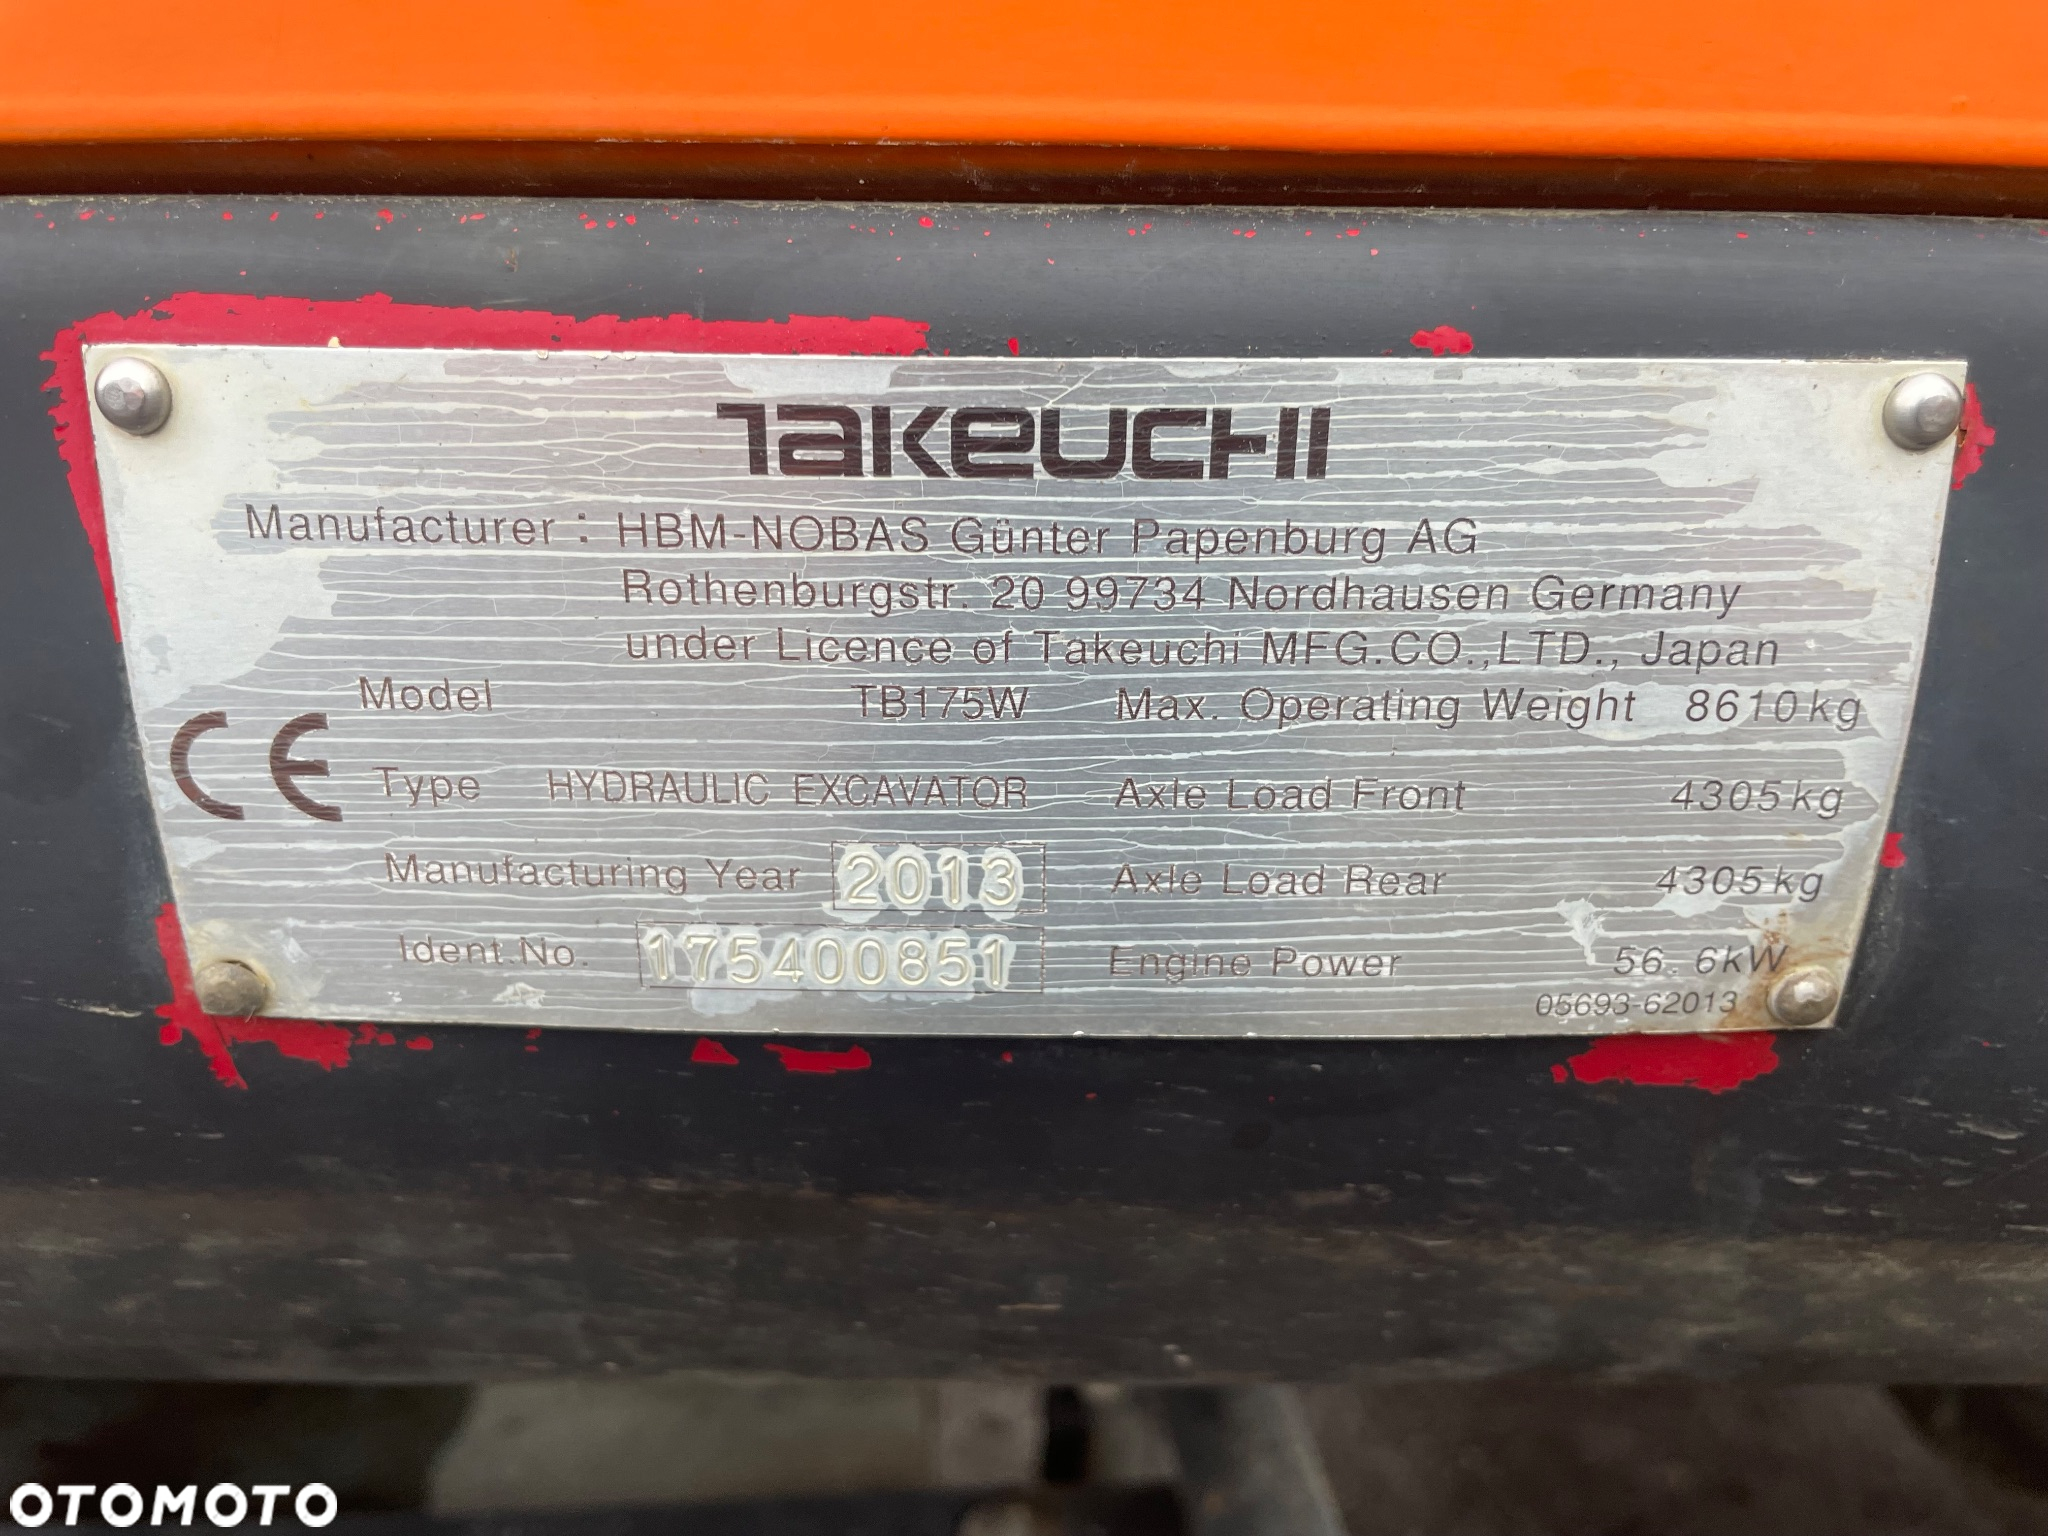 TAKEUCHI
Manufacturer : HBM-NOBAS Günter Papenburg AG
Rothenburgstr. 20 99734 Nordhausen Germany
under Licence of Takeuchi MFG.CO.,LTD., Japan
Model TB175W Max. Operating Weight 8610kg
CE
Type HYDRAULIC EXCAVATOR Axle Load Front 4305kg
Manufacturing Year 2013 Axle Load Rear 4305kg
Ident.No. 175400851 Engine Power 56.6kW
05693-62013
OTOMOTO